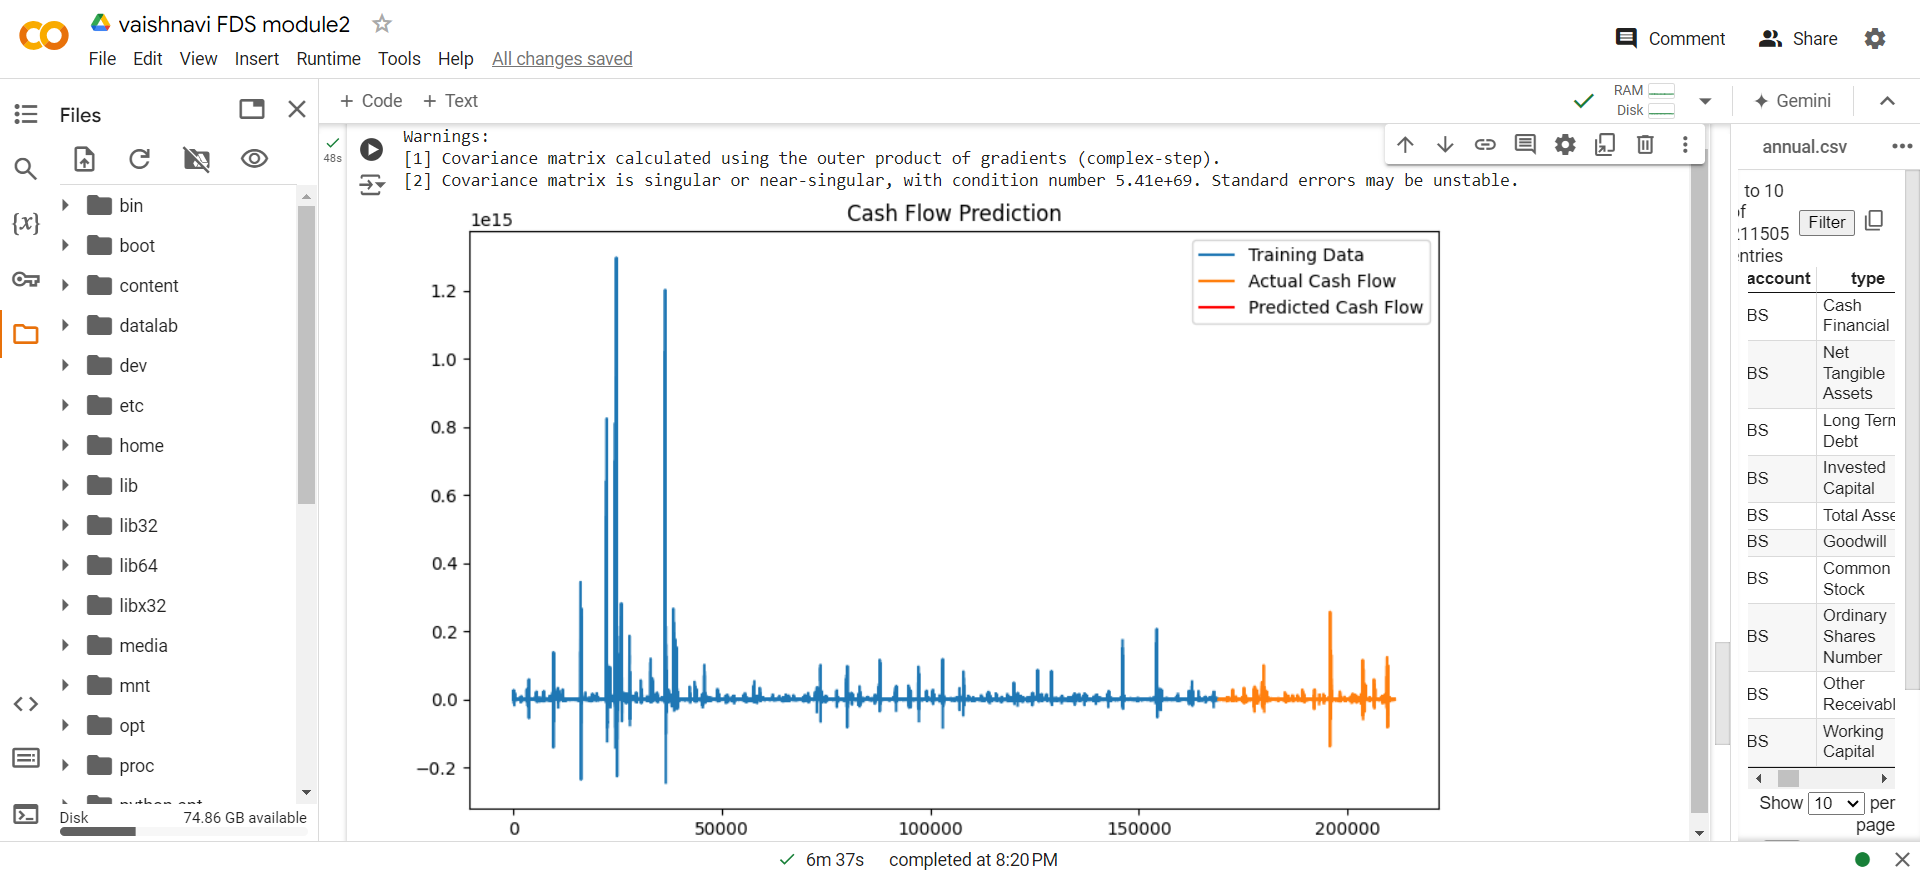 vaishnavi FDS module2
File Edit View Insert Runtime Tools Help All changes saved
Comment Share
Files
+ Code + Text
RAM
Disk
Gemini
bin
boot
content
datalab
dev
etc
home
lib
lib32
lib64
libx32
media
mnt
opt
proc
Disk 74.86 GB available
48s
Warnings:
[1] Covariance matrix calculated using the outer product of gradients (complex-step).
[2] Covariance matrix is singular or near-singular, with condition number 5.41e+69. Standard errors may be unstable.
Cash Flow Prediction
1e15
Training Data
Actual Cash Flow
Predicted Cash Flow
1.2
1.0
0.8
0.6
0.4
0.2
0.0
−0.2
0 50000 100000 150000 200000
annual.csv
to 10
11505
Filter
account type
BS Cash
Financial
BS Net
Tangible
Assets
BS Long Term
Debt
BS Invested
Capital
BS Total Asse
BS Goodwill
BS Common
Stock
BS Ordinary
Shares
Number
BS Other
Receivabl
BS Working
Capital
Show 10 per
page
6m 37s completed at 8:20 PM